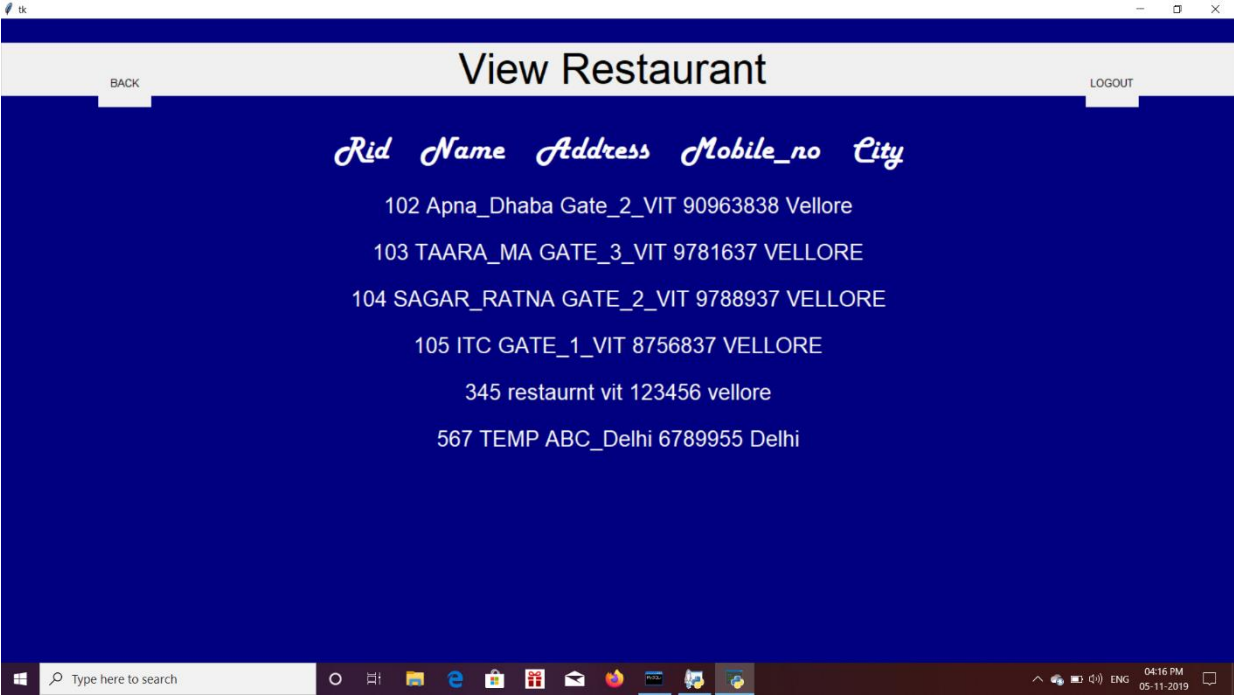 tk
View Restaurant
BACK
LOGOUT
Rid Name Address Mobile_no City
102 Apna_Dhaba Gate_2_VIT 90963838 Vellore
103 TAARA_MA GATE_3_VIT 9781637 VELLORE
104 SAGAR_RATNA GATE_2_VIT 9788937 VELLORE
105 ITC GATE_1_VIT 8756837 VELLORE
345 restaurnt vit 123456 vellore
567 TEMP ABC_Delhi 6789955 Delhi
Type here to search
ENG
04:16 PM
05-11-2019